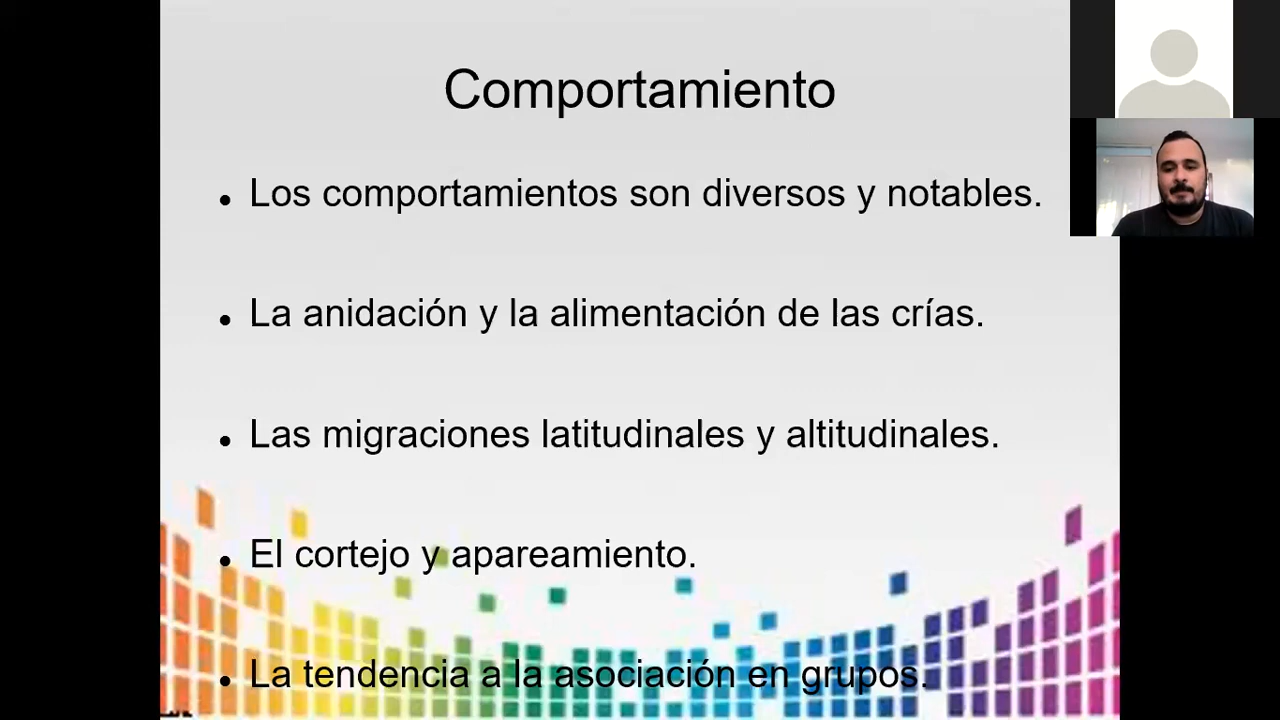 Comportamiento
Los comportamientos son diversos y notables.
La anidación y la alimentación de las crías.
Las migraciones latitudinales y altitudinales.
El cortejo y apareamiento.
La tendencia a la asociación en grupos.